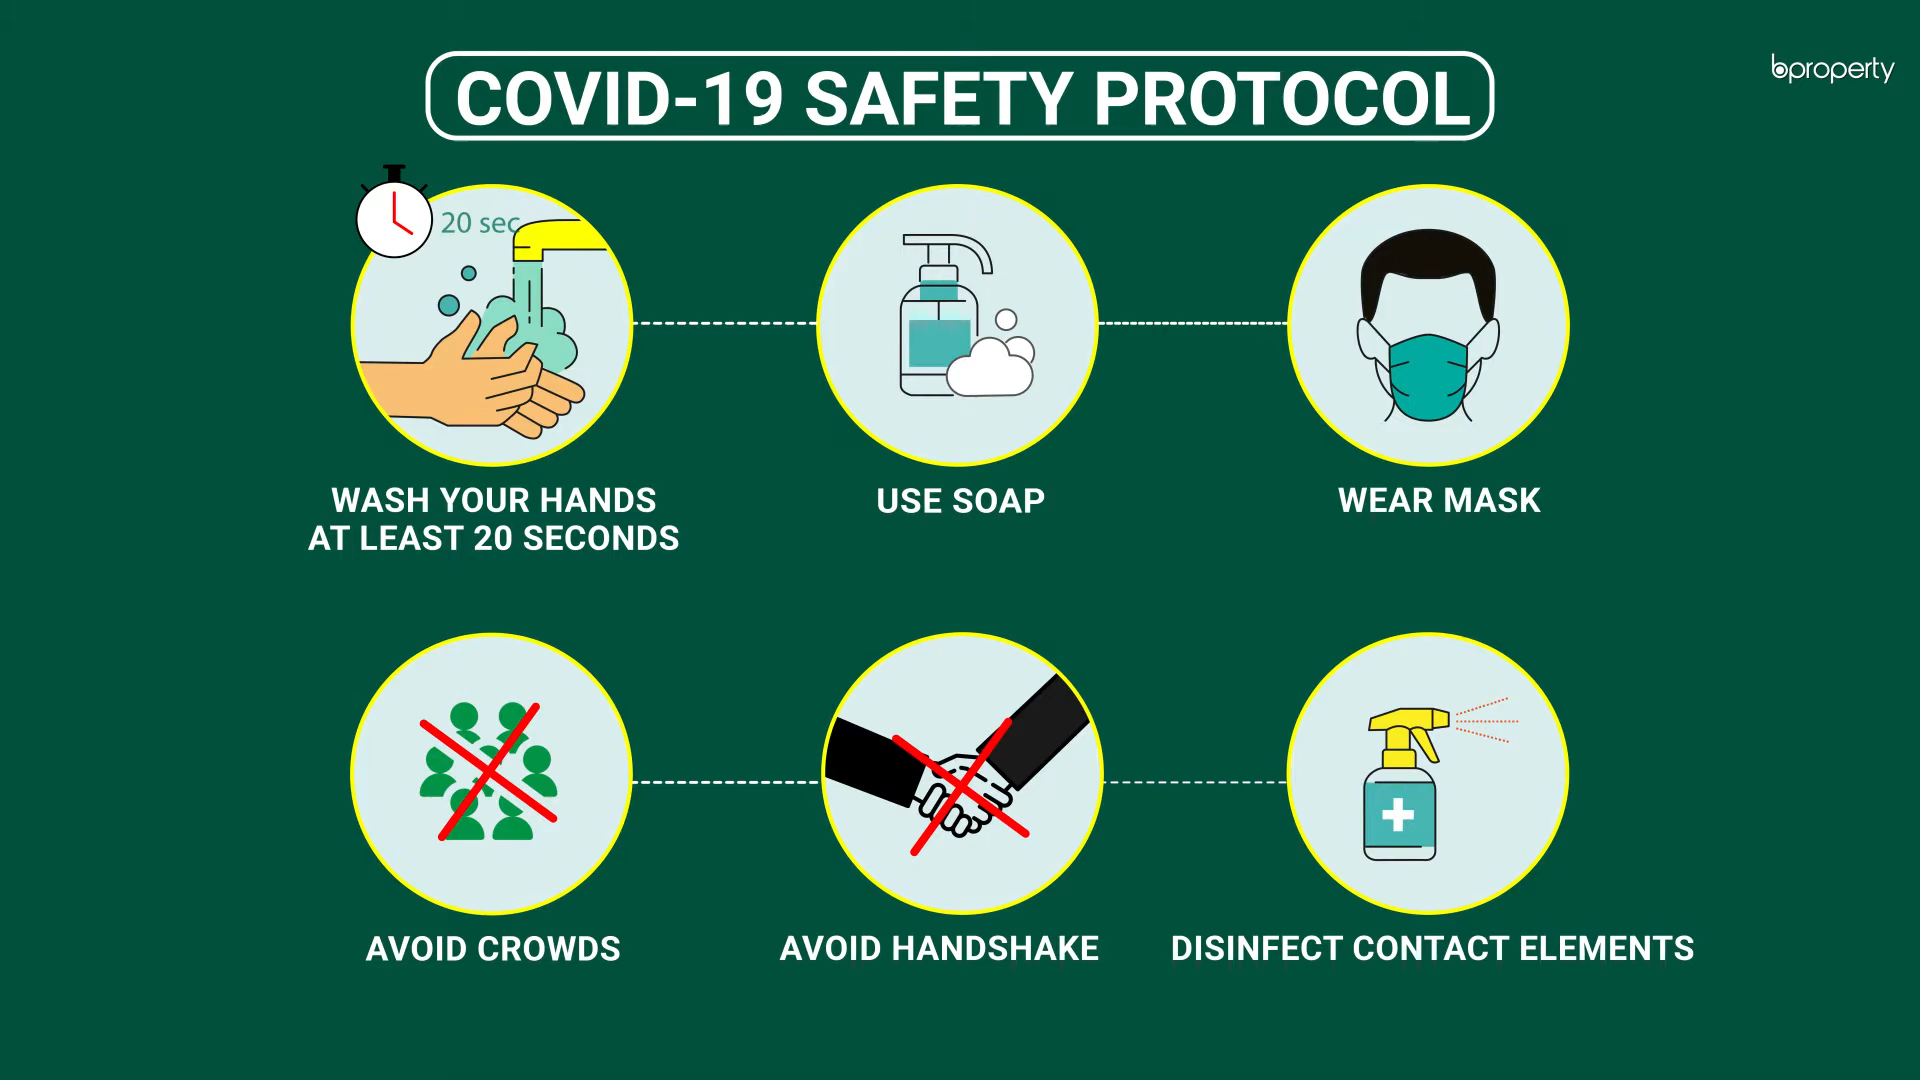 COVID-19 SAFETY PROTOCOL
bproperty
20 sec
WASH YOUR HANDS
AT LEAST 20 SECONDS
USE SOAP
WEAR MASK
AVOID CROWDS
AVOID HANDSHAKE
DISINFECT CONTACT ELEMENTS